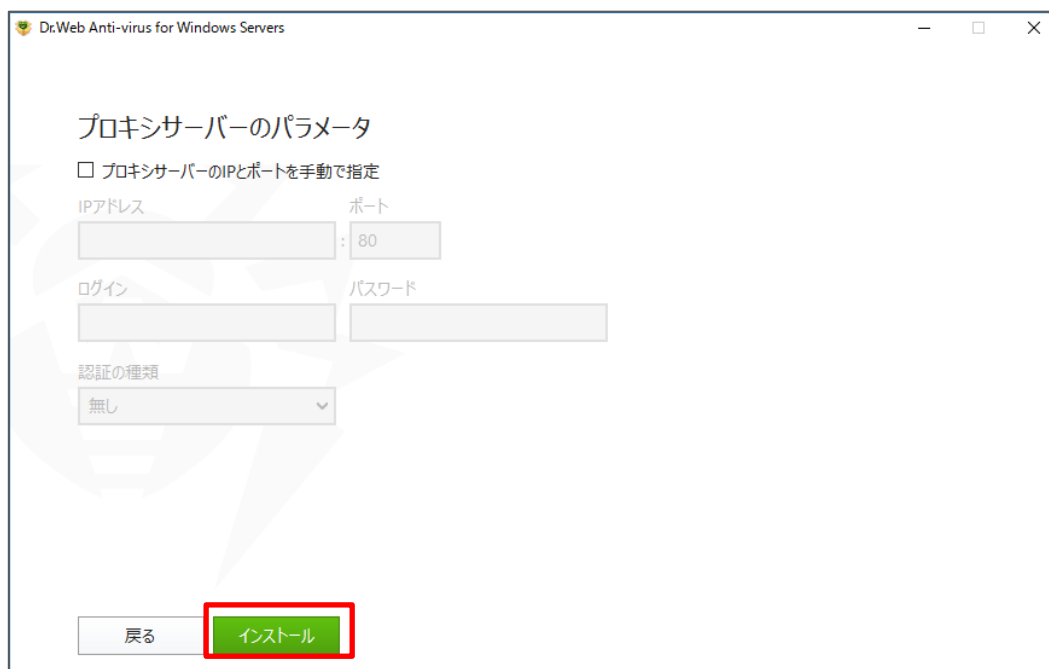 Dr.Web Anti-virus for Windows Servers
プロキシサーバーのパラメータ
プロキシサーバーのIPとポートを手動で指定
IPアドレス ポート
: 80
ログイン パスワード
認証の種類
無し
戻る インストール